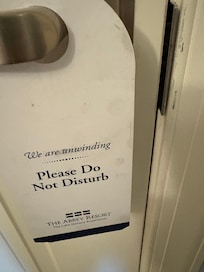 We are unwinding
Please Do
Not Disturb
The Abbey Resort